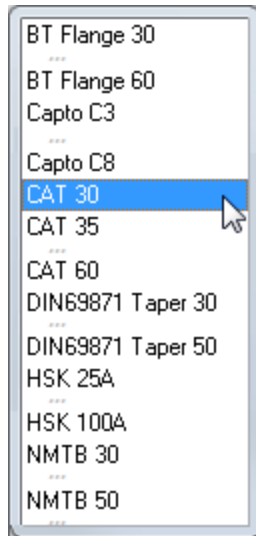 BT Flange 30
...
BT Flange 60
Capto C3
...
Capto C8
CAT 30
CAT 35
...
CAT 60
DIN69871 Taper 30
...
DIN69871 Taper 50
HSK 25A
...
HSK 100A
NMTB 30
...
NMTB 50
...